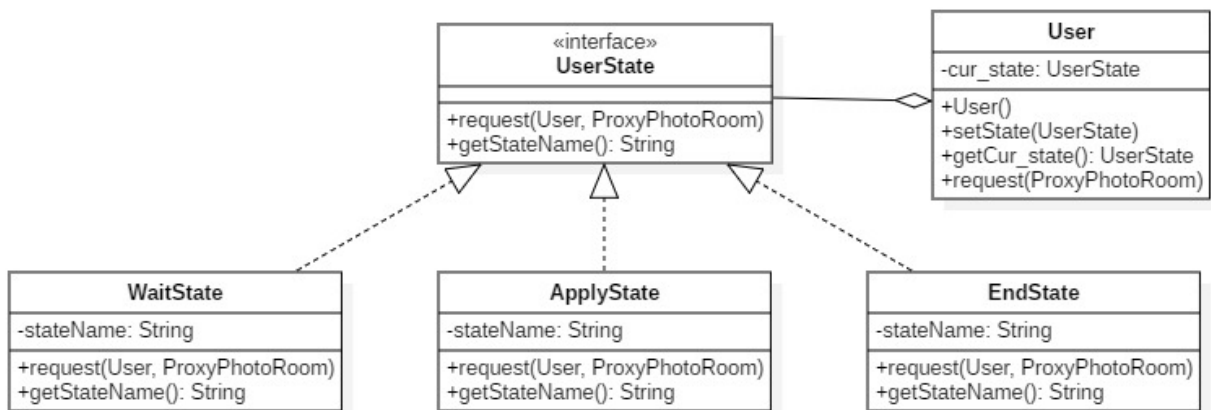 «interface»
UserState
+request(User, ProxyPhotoRoom)
+getStateName(): String
User
-cur_state: UserState
+User()
+setState(UserState)
+getCur_state(): UserState
+request(ProxyPhotoRoom)
WaitState
-stateName: String
+request(User, ProxyPhotoRoom)
+getStateName(): String
ApplyState
-stateName: String
+request(User, ProxyPhotoRoom)
+getStateName(): String
EndState
-stateName: String
+request(User, ProxyPhotoRoom)
+getStateName(): String